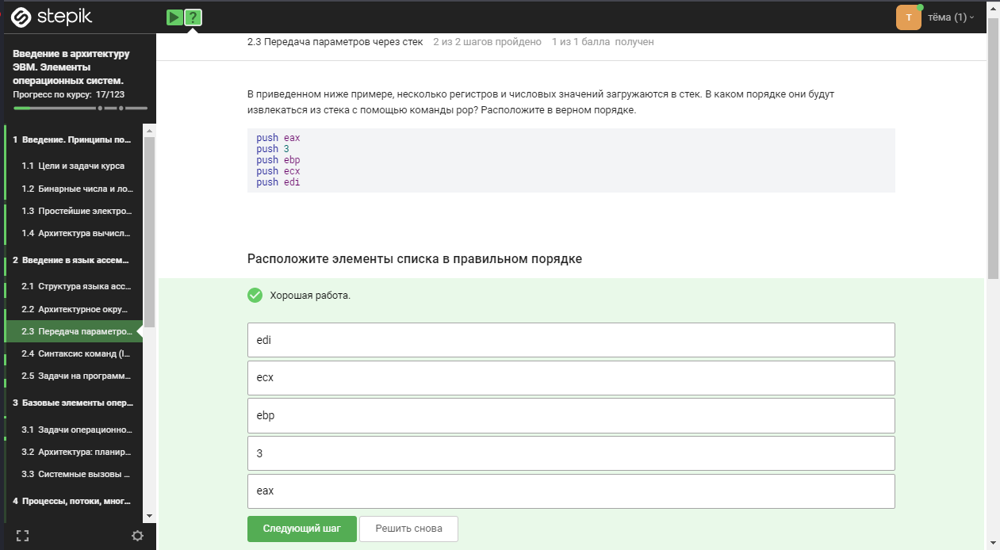 stepik
?
Т
тёма (1)
Введение в архитектуру
ЭВМ. Элементы
операционных систем.
Прогресс по курсу: 17/123
1 Введение. Принципы по...
1.1 Цели и задачи курса
1.2 Бинарные числа и ло...
1.3 Простейшие электро...
1.4 Архитектура вычисл...
2 Введение в язык ассем...
2.1 Структура языка асс...
2.2 Архитектурное окру...
2.3 Передача параметро...
2.4 Синтаксис команд (I...
2.5 Задачи на программ...
3 Базовые элементы опер...
3.1 Задачи операционно...
3.2 Архитектура: планир...
3.3 Системные вызовы ...
4 Процессы, потоки, мног...
2.3 Передача параметров через стек 2 из 2 шагов пройдено 1 из 1 балла получен
В приведенном ниже примере, несколько регистров и числовых значений загружаются в стек. В каком порядке они будут
извлекаться из стека с помощью команды pop? Расположите в верном порядке.
push eax
push 3
push ebp
push ecx
push edi
Расположите элементы списка в правильном порядке
Хорошая работа.
edi
ecx
ebp
3
eax
Следующий шаг Решить снова